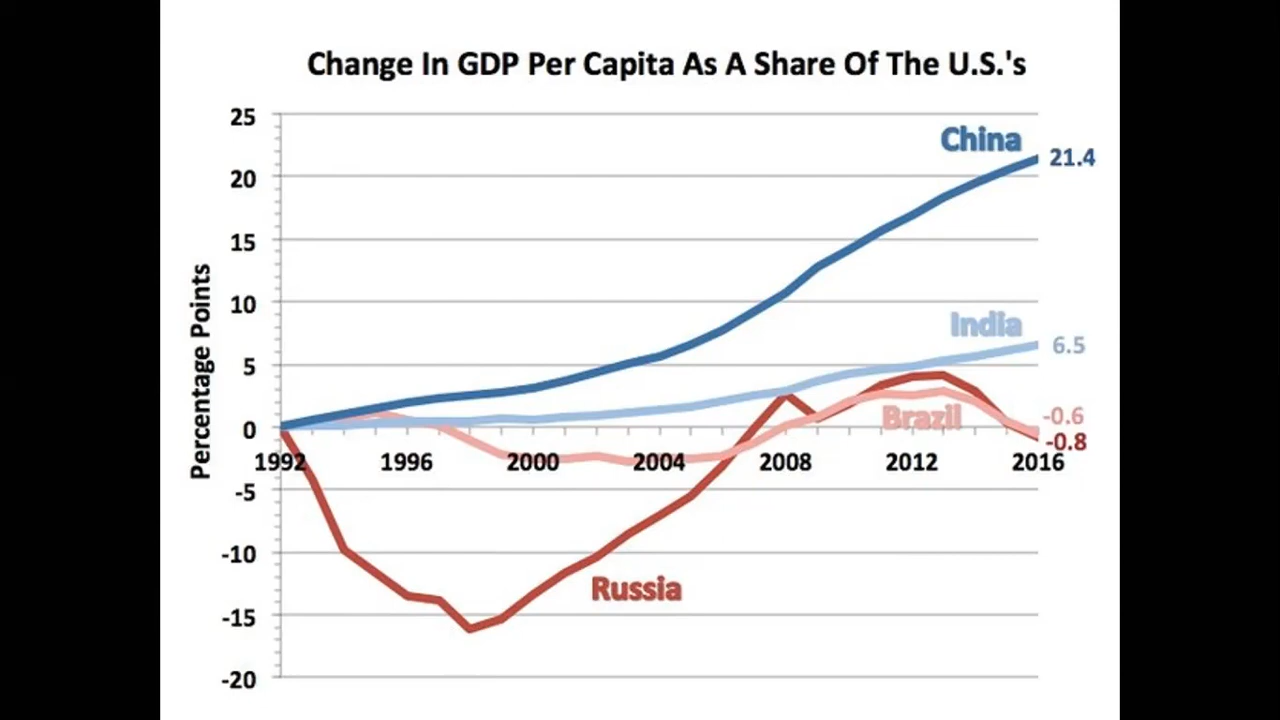 Change In GDP Per Capita As A Share Of The U.S.'s
25
China
21.4
20
15
Percentage Points
10
India
6.5
5
Brazil
-0.6
0
-0.8
1992 1996 2000 2004 2008 2012 2016
-5
-10
Russia
-15
-20